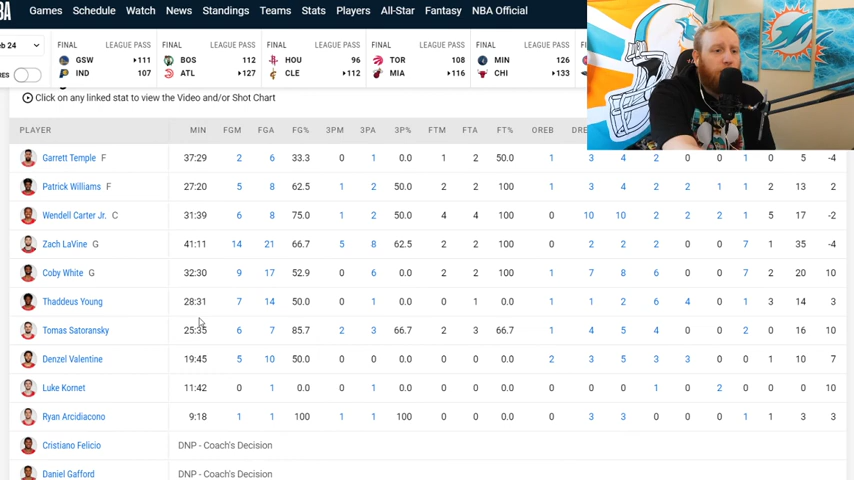 BA Games Schedule Watch News Standings Teams Stats Players All-Star Fantasy NBA Official
eb 24
RES
FINAL LEAGUE PASS
GSW 111
IND 107
FINAL LEAGUE PASS
BOS 112
ATL 127
FINAL LEAGUE PASS
HOU 96
CLE 112
FINAL LEAGUE PASS
TOR 108
MIA 116
FINAL LEAGUE PASS
MIN 126
CHI 133
Click on any linked stat to view the Video and/or Shot Chart
PLAYER MIN FGM FGA FG% 3PM 3PA 3P% FTM FTA FT% OREB DRE
Garrett Temple F 37:29 2 6 33.3 0 1 0.0 1 2 50.0 1 3 4 2 0 0 1 0 5 -4
Patrick Williams F 27:20 5 8 62.5 1 2 50.0 2 2 100 1 3 4 2 2 1 1 2 13 2
Wendell Carter Jr. C 31:39 6 8 75.0 1 2 50.0 4 4 100 0 10 10 2 2 2 1 5 17 -2
Zach LaVine G 41:11 14 21 66.7 5 8 62.5 2 2 100 0 2 2 2 0 0 7 1 35 -4
Coby White G 32:30 9 17 52.9 0 6 0.0 2 2 100 1 7 8 6 0 0 7 2 20 10
Thaddeus Young 28:31 7 14 50.0 0 1 0.0 0 1 0.0 1 1 2 6 4 0 1 3 14 3
Tomas Satoransky 25:35 6 7 85.7 2 3 66.7 2 3 66.7 1 4 5 4 0 0 2 0 16 10
Denzel Valentine 19:45 5 10 50.0 0 0 0.0 0 0 0.0 2 3 5 3 3 0 0 1 10 7
Luke Kornet 11:42 0 1 0.0 0 1 0.0 0 0 0.0 0 0 0 1 0 2 0 0 0 10
Ryan Arcidiacono 9:18 1 1 100 1 1 100 0 0 0.0 0 3 3 0 0 0 1 1 3 3
Cristiano Felicio DNP - Coach's Decision
Daniel Gafford DNP - Coach's Decision